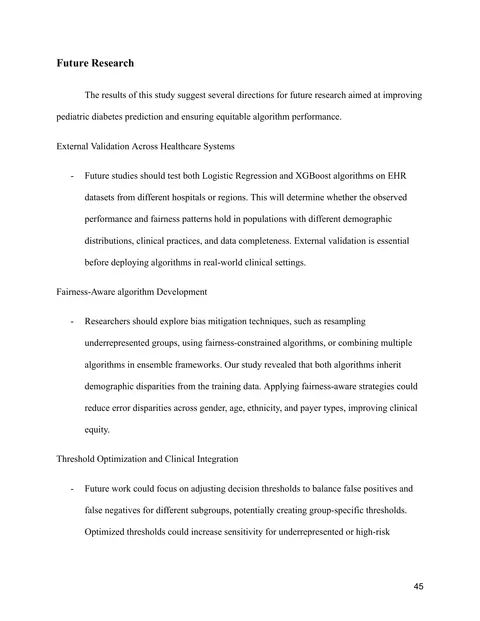 Future Research
The results of this study suggest several directions for future research aimed at improving
pediatric diabetes prediction and ensuring equitable algorithm performance.
External Validation Across Healthcare Systems
- Future studies should test both Logistic Regression and XGBoost algorithms on EHR
datasets from different hospitals or regions. This will determine whether the observed
performance and fairness patterns hold in populations with different demographic
distributions, clinical practices, and data completeness. External validation is essential
before deploying algorithms in real-world clinical settings.
Fairness-Aware algorithm Development
- Researchers should explore bias mitigation techniques, such as resampling
underrepresented groups, using fairness-constrained algorithms, or combining multiple
algorithms in ensemble frameworks. Our study revealed that both algorithms inherit
demographic disparities from the training data. Applying fairness-aware strategies could
reduce error disparities across gender, age, ethnicity, and payer types, improving clinical
equity.
Threshold Optimization and Clinical Integration
- Future work could focus on adjusting decision thresholds to balance false positives and
false negatives for different subgroups, potentially creating group-specific thresholds.
Optimized thresholds could increase sensitivity for underrepresented or high-risk
45